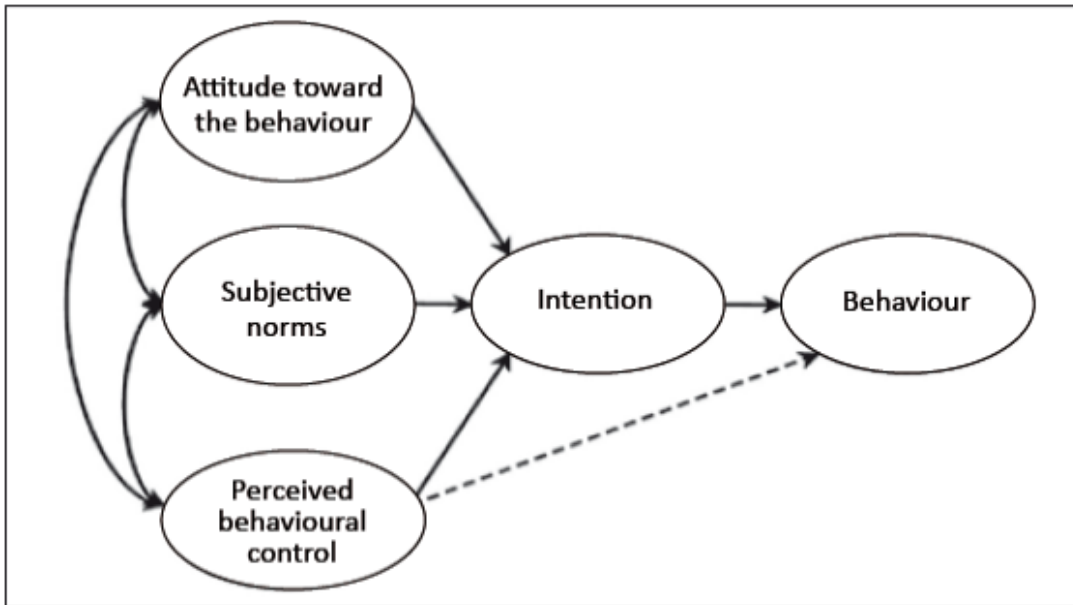 Attitude toward
the behaviour
Subjective
norms
Intention
Behaviour
Perceived
behavioural
control